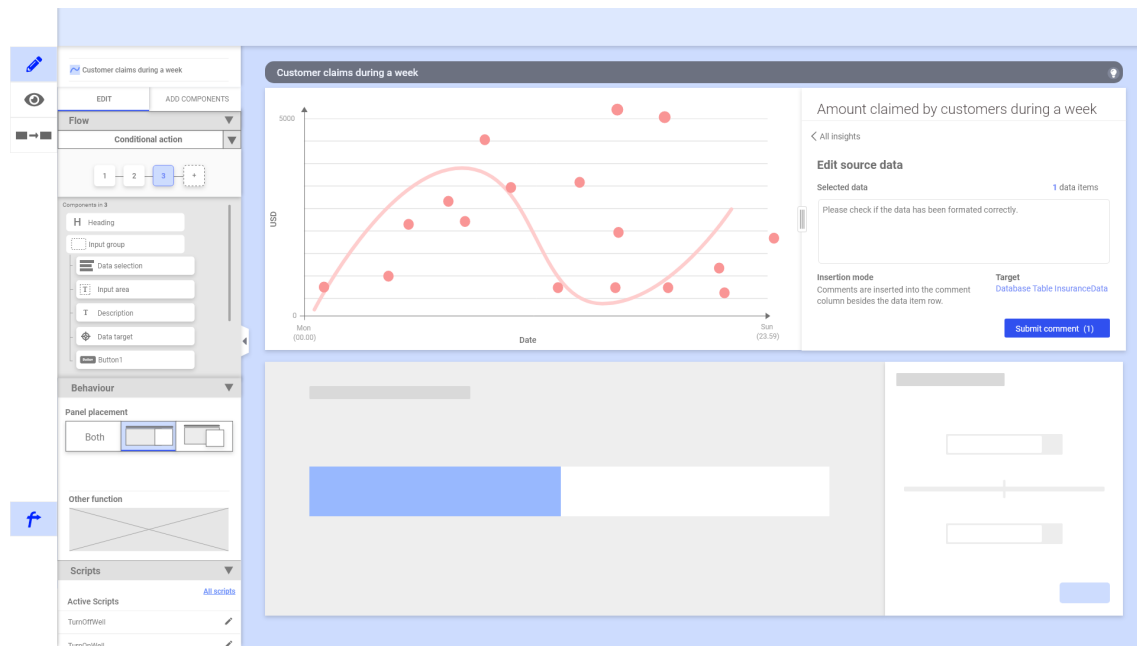 Customer claims during a week
EDIT
ADD COMPONENTS
Flow
Conditional action
1
2
3
+
Components in 3
H Heading
Input group
Data selection
T Input area
T Description
Data target
Button1
Behaviour
Panel placement
Both
Other function
Scripts
All scripts
Active Scripts
TurnOffWell
TurnOnWell
Customer claims during a week
5000
USD
0
Mon
(00.00)
Date
Sun
(23.59)
Amount claimed by customers during a week
All insights
Edit source data
Selected data
1 data items
Please check if the data has been formated correctly.
Insertion mode
Comments are inserted into the comment
column besides the data item row.
Target
Database Table InsuranceData
Submit comment (1)